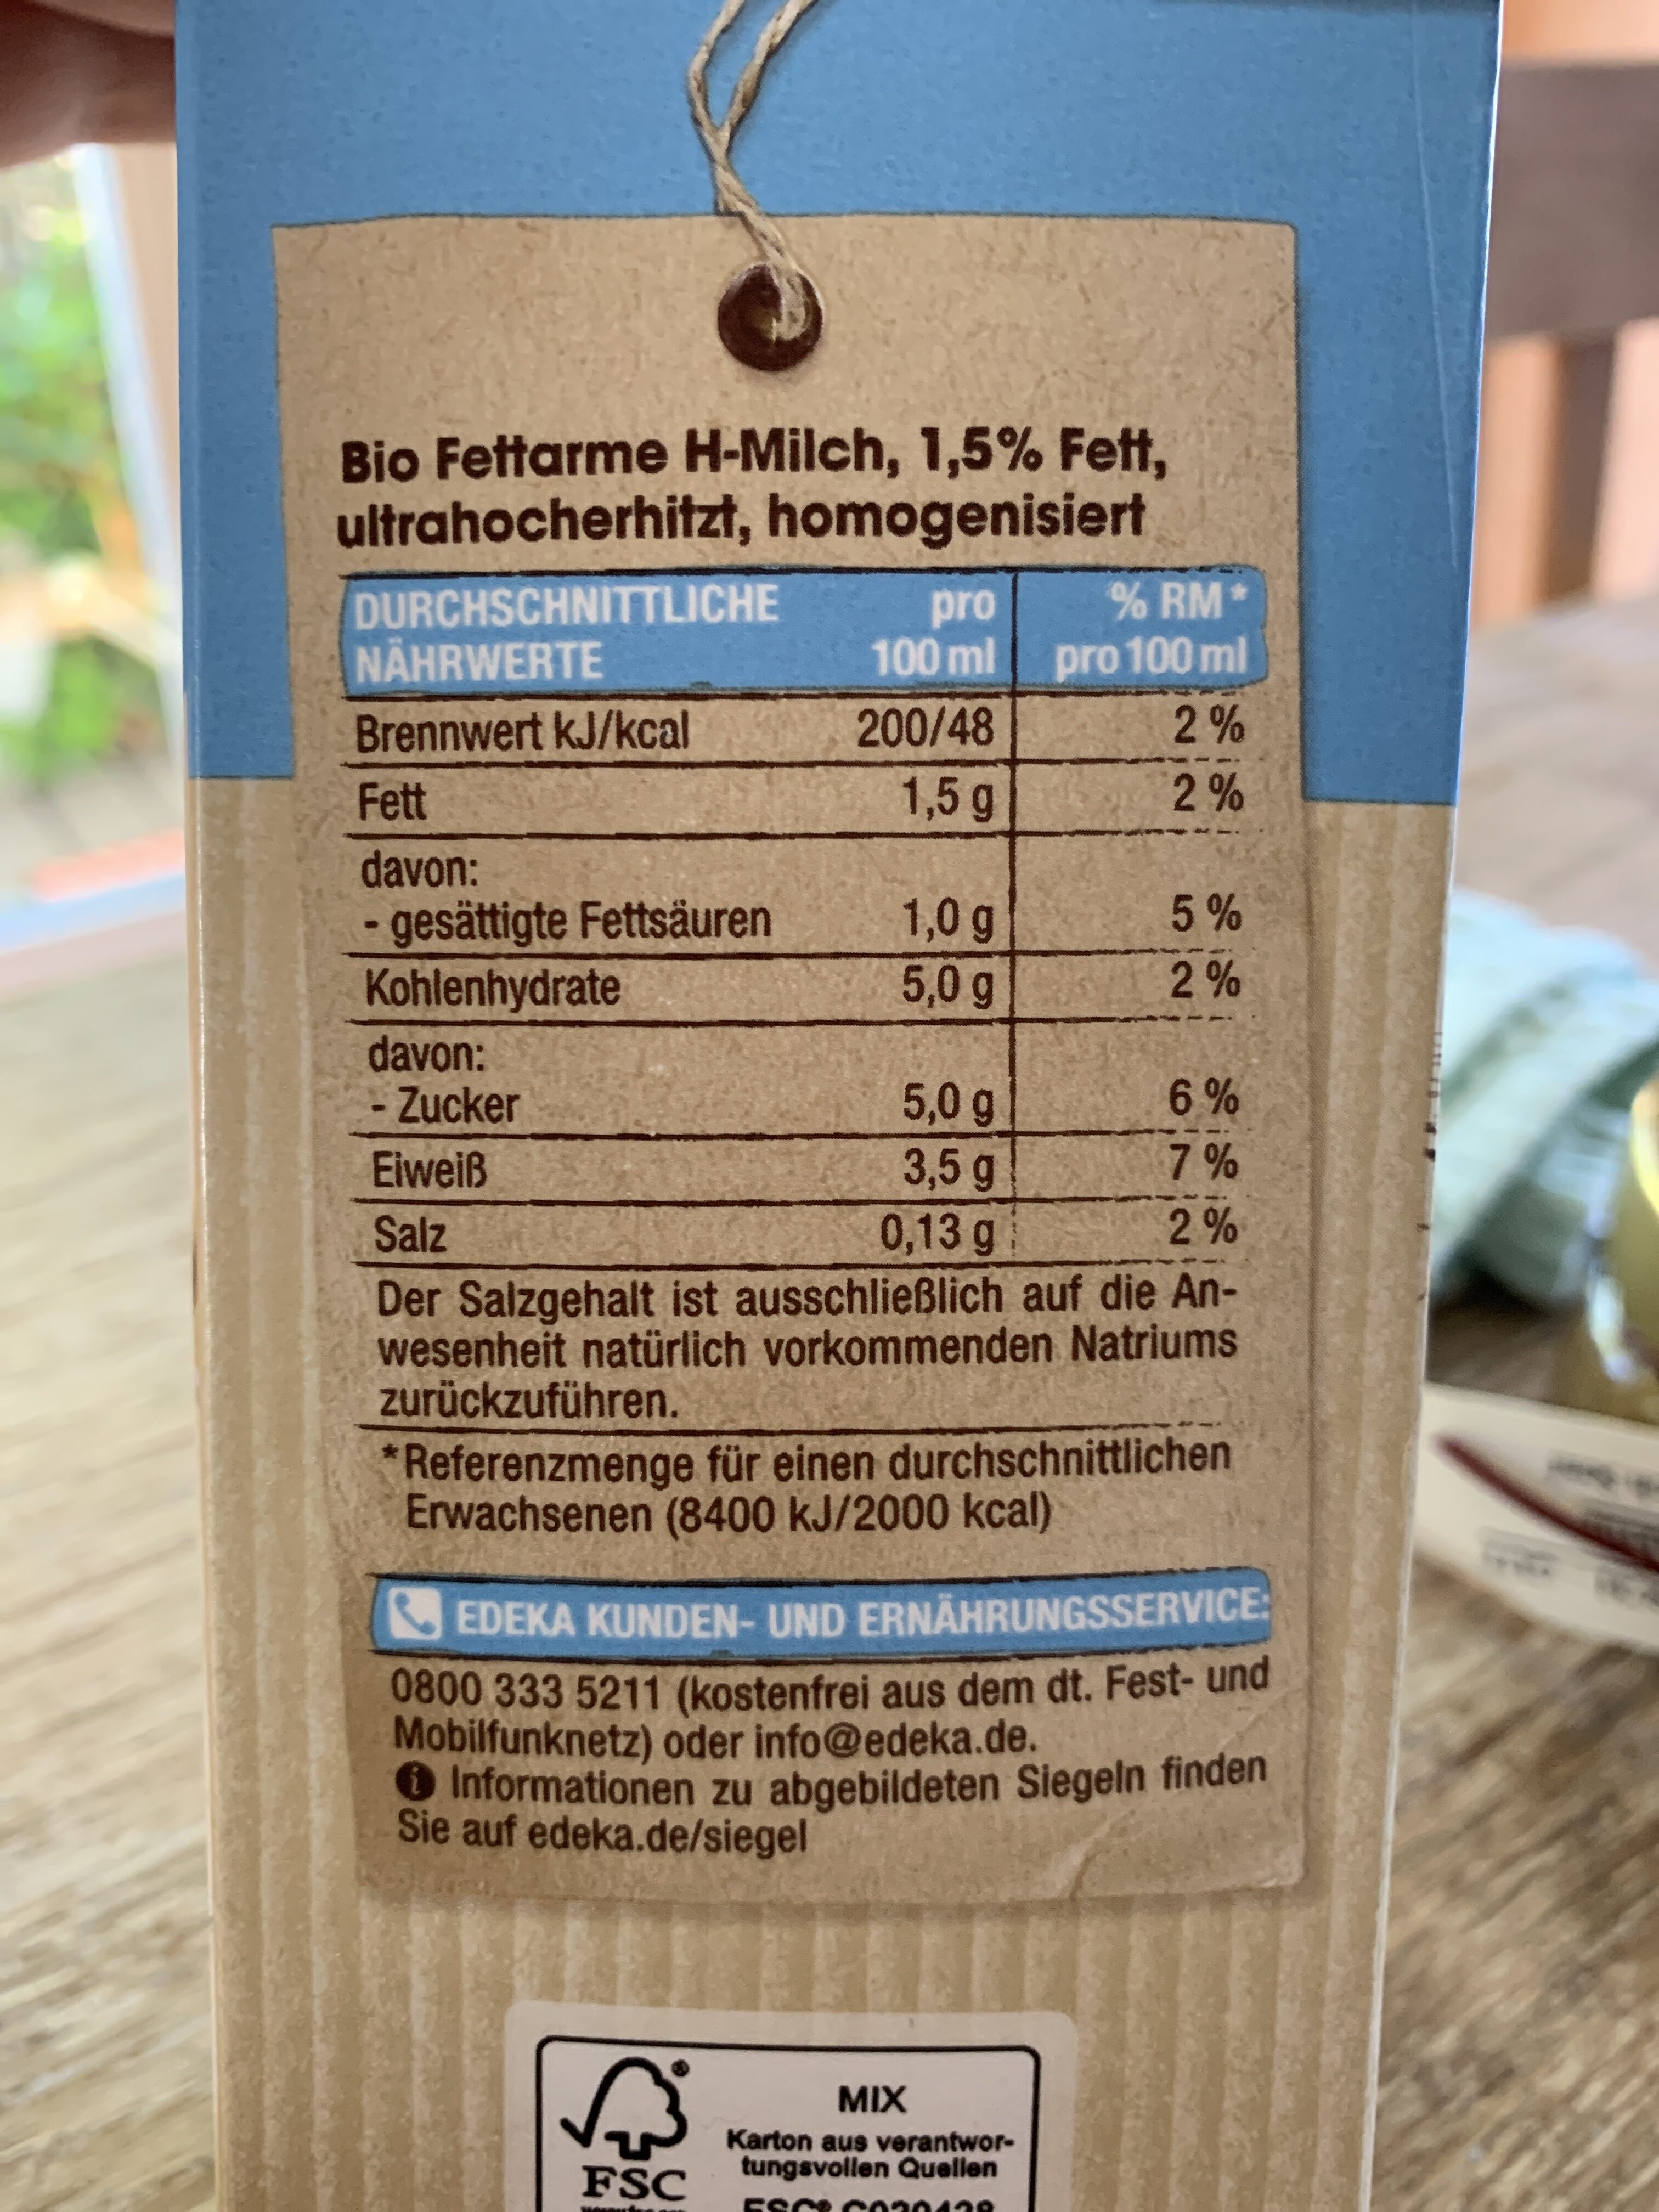 Bio Fettarme H-Milch, 1,5% Fett,
ultrahocherhitzt, homogenisiert
DURCHSCHNITTLICHE NÄHRWERTE pro 100 ml % RM* pro 100 ml
Brennwert kJ/kcal 200/48 2 %
Fett 1,5 g 2 %
davon:
- gesättigte Fettsäuren 1,0 g 5 %
Kohlenhydrate 5,0 g 2 %
davon:
- Zucker 5,0 g 6 %
Eiweiß 3,5 g 7 %
Salz 0,13 g 2 %
Der Salzgehalt ist ausschließlich auf die An-
wesenheit natürlich vorkommenden Natriums
zurückzuführen.
*Referenzmenge für einen durchschnittlichen
Erwachsenen (8400 kJ/2000 kcal)
EDEKA KUNDEN- UND ERNÄHRUNGSSERVICE:
0800 333 5211 (kostenfrei aus dem dt. Fest- und
Mobilfunknetz) oder info@edeka.de.
Informationen zu abgebildeten Siegeln finden
Sie auf edeka.de/siegel
MIX
Karton aus verantwor-
tungsvollen Quellen
FSC
FSC®